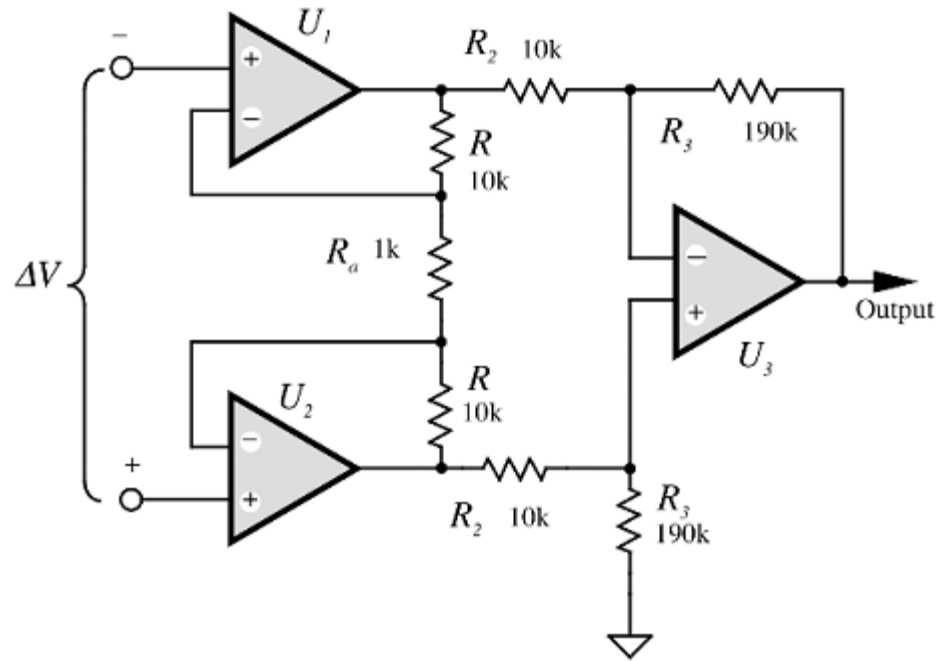 −
U₁
+
−
R₂ 10k
R₃ 190k
R
10k
Rₐ 1k
ΔV
−
+
U₃
Output
R
10k
U₂
−
+
+
R₂ 10k
R₃
190k